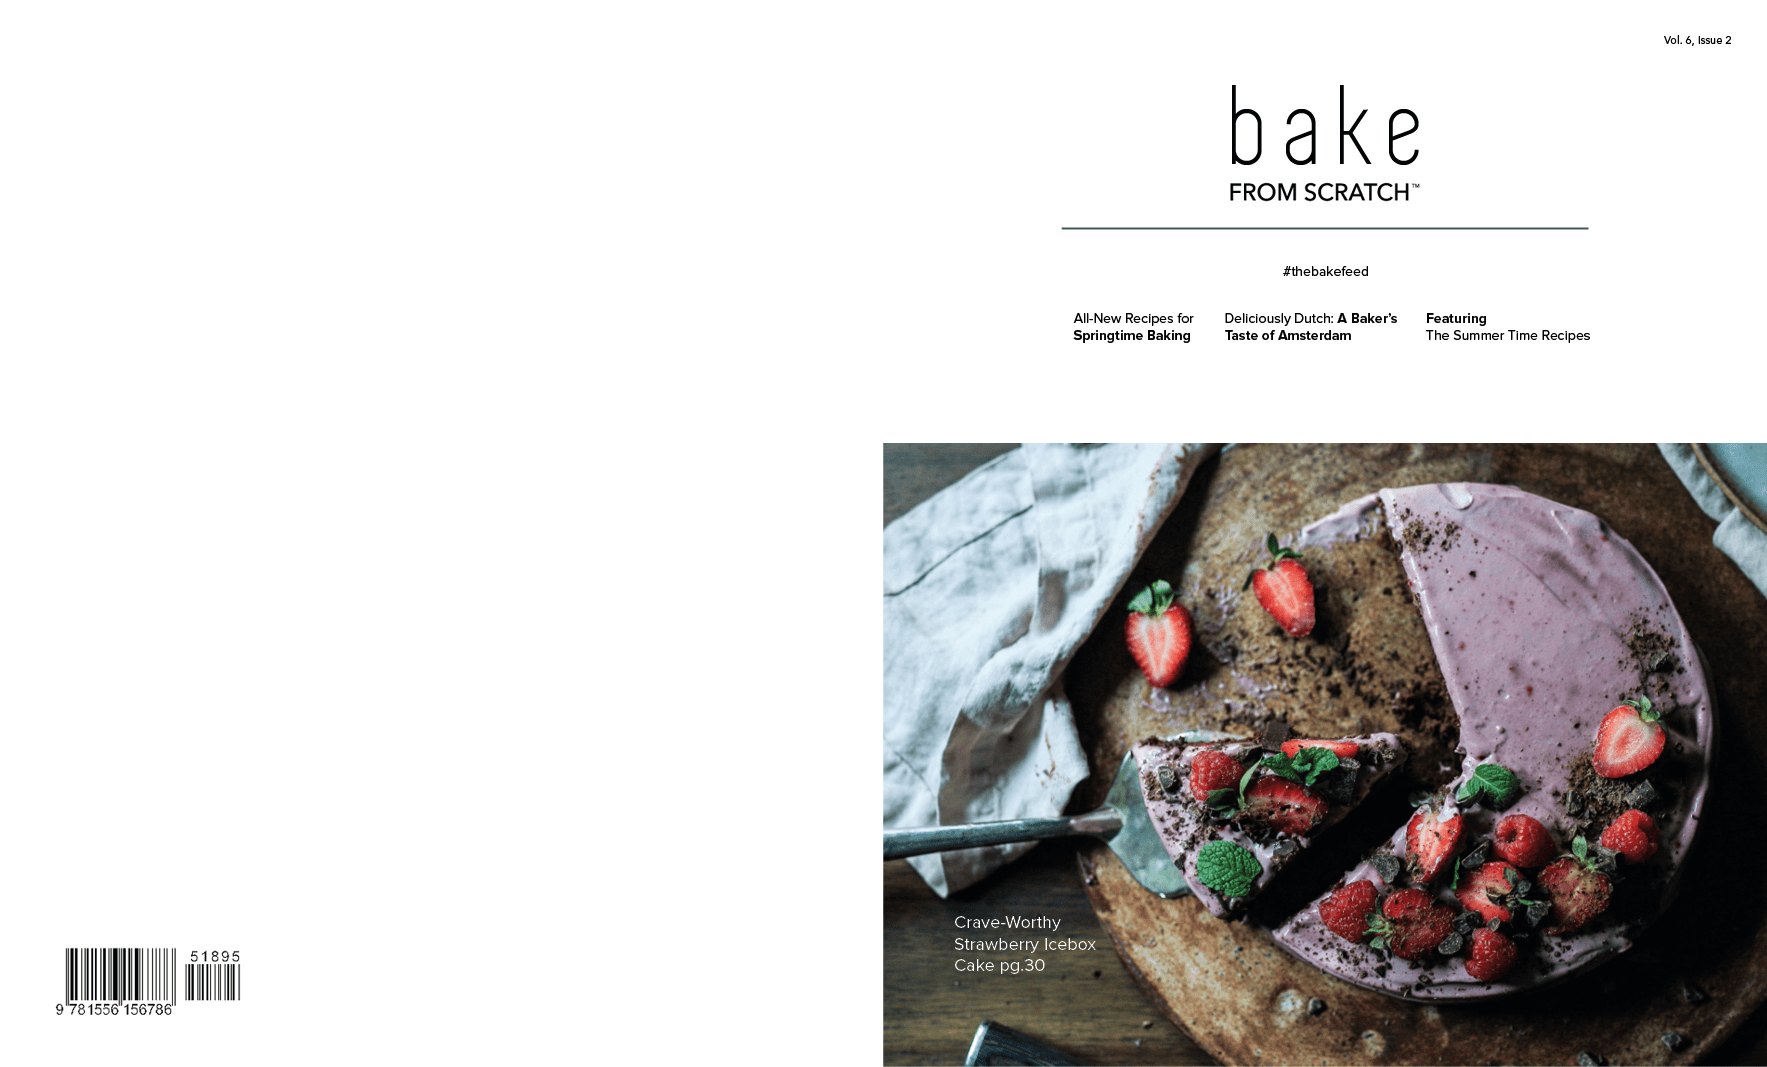 Vol. 6, Issue 2
bake
FROM SCRATCH™
#thebakefeed
All-New Recipes for
Springtime Baking
Deliciously Dutch: A Baker's
Taste of Amsterdam
Featuring
The Summer Time Recipes
Crave-Worthy
Strawberry Icebox
Cake pg.30
51895
9 781556 156786